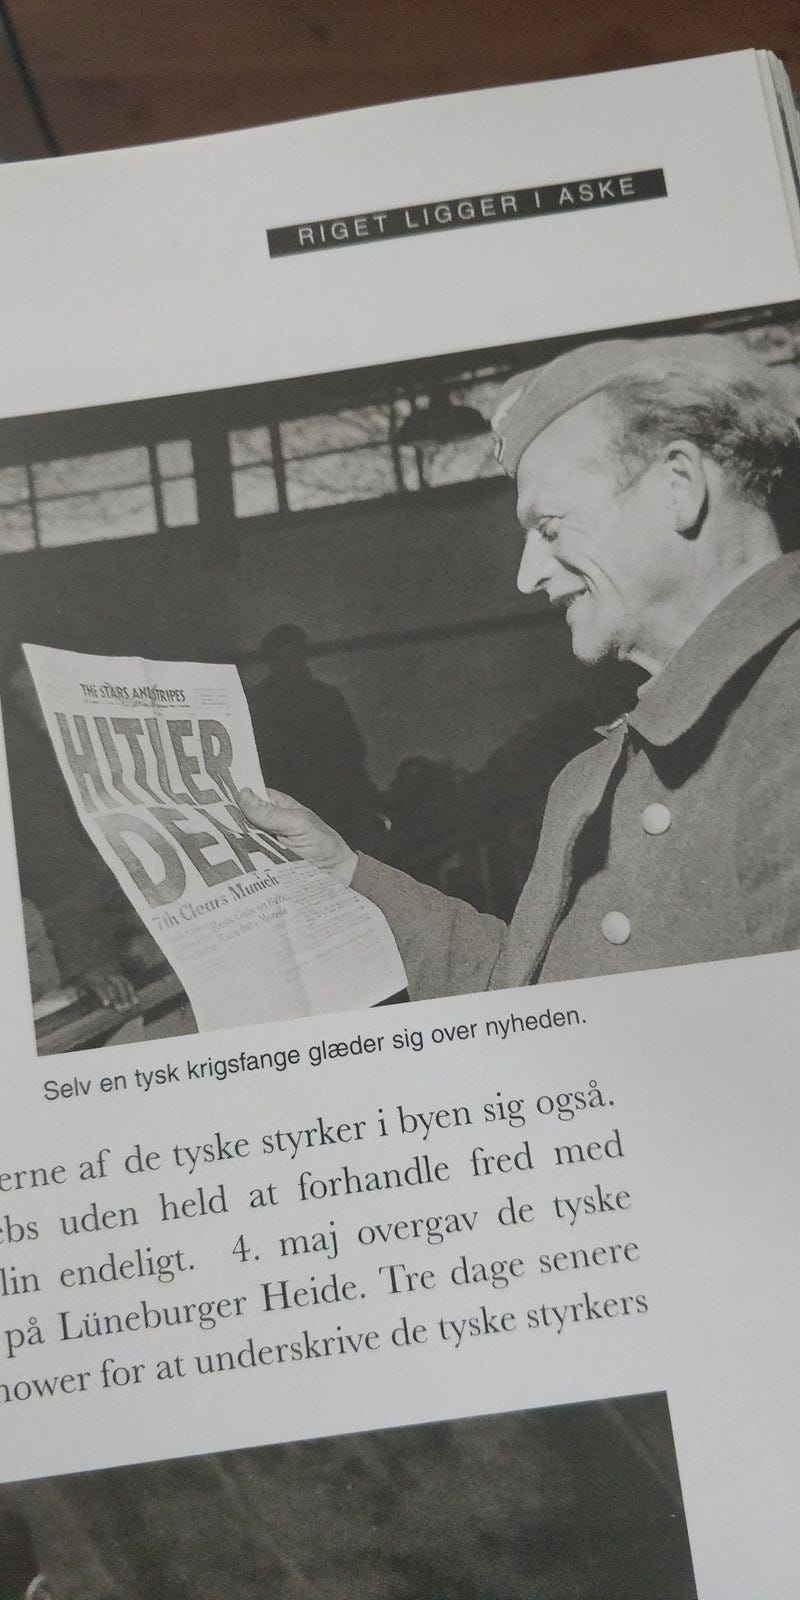 RIGET LIGGER I ASKE
THE STARS AND STRIPES
HITLER
DEAD
7th Clears Munich
Selv en tysk krigsfange glæder sig over nyheden.
erne af de tyske styrker i byen sig også.
ebs uden held at forhandle fred med
lin endeligt. 4. maj overgav de tyske
på Lüneburger Heide. Tre dage senere
hower for at underskrive de tyske styrkers